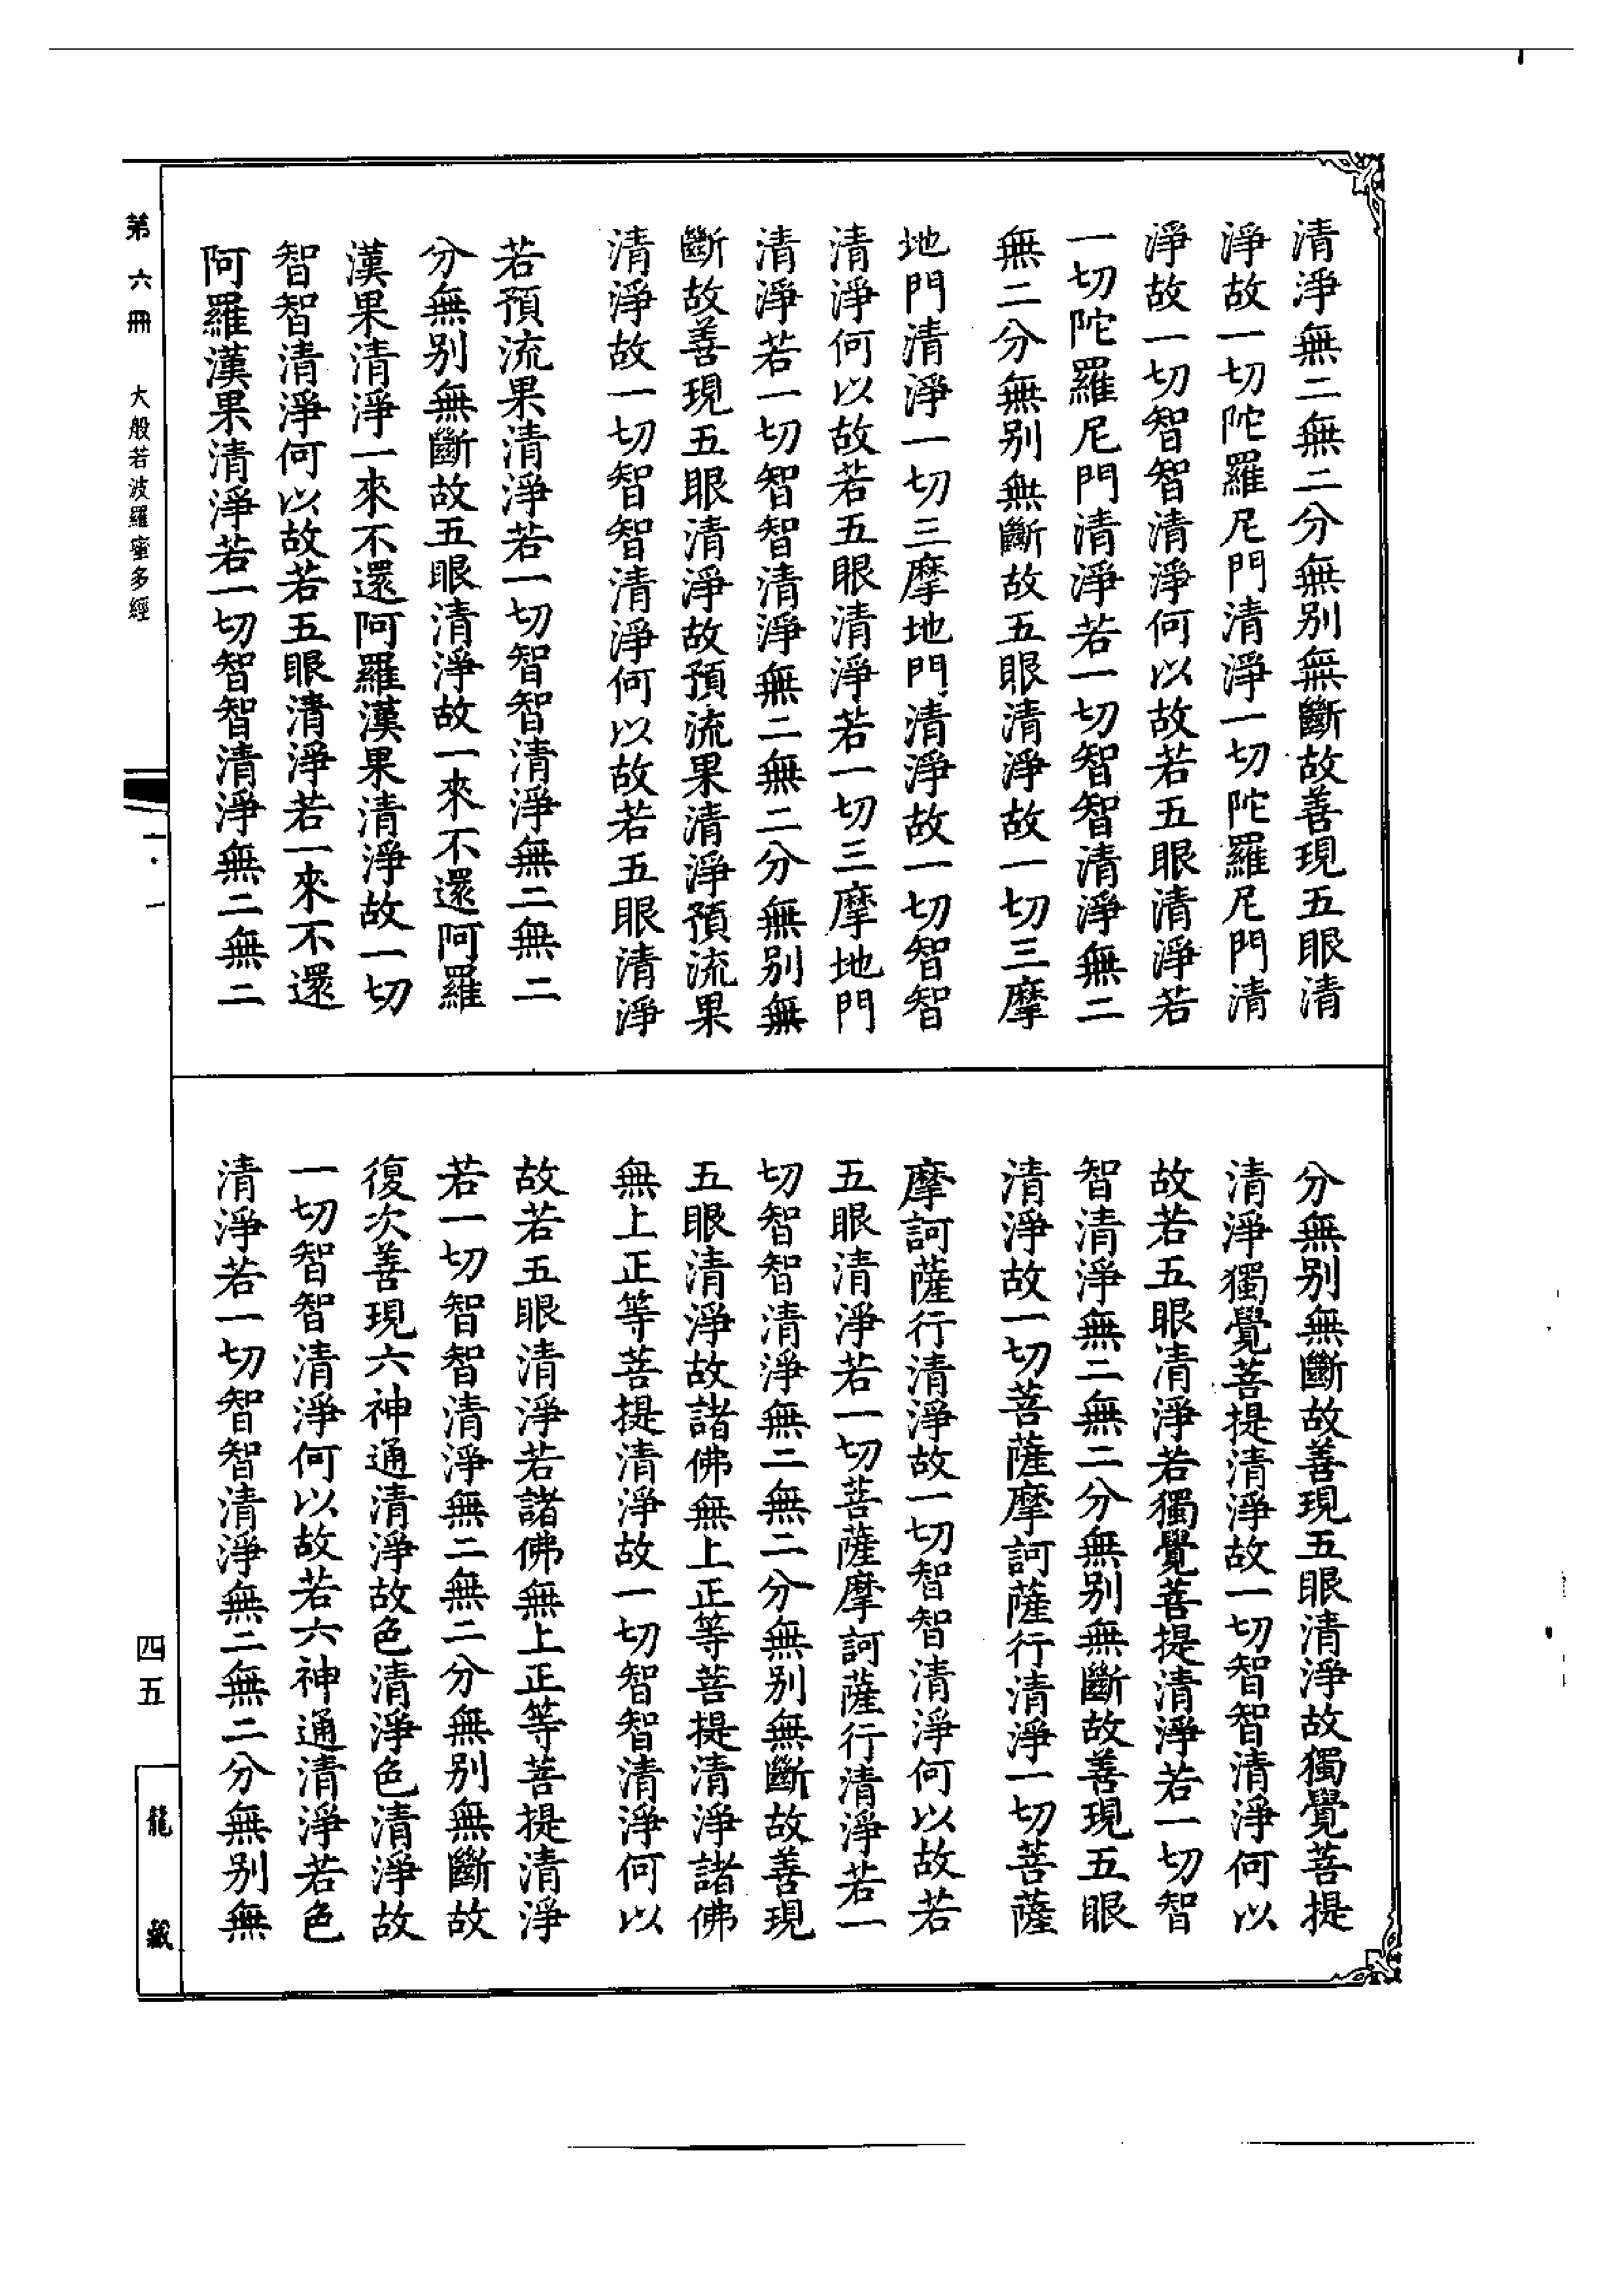 清淨無二無二分無别無斷故善現五眼清
淨故一切陀羅尼門清淨一切陀羅尼門清
淨故一切智智清淨何以故若五眼清淨若
一切陀羅尼門清淨若一切智智清淨無二
無二分無别無斷故五眼清淨故一切三摩
地門清淨一切三摩地門清淨故一切智智
清淨何以故若五眼清淨若一切三摩地門
清淨若一切智智清淨無二無二分無别無
斷故善現五眼清淨故預流果清淨預流果
清淨故一切智智清淨何以故若五眼清淨
若預流果清淨若一切智智清淨無二無二
分無别無斷故五眼清淨故一來不還阿羅
漢果清淨一來不還阿羅漢果清淨故一切
智智清淨何以故若五眼清淨若一來不還
阿羅漢果清淨若一切智智清淨無二無二
分無别無斷故善現五眼清淨故獨覺菩提
清淨獨覺菩提清淨故一切智智清淨何以
故若五眼清淨若獨覺菩提清淨若一切智
智清淨無二無二分無别無斷故善現五眼
清淨故一切菩薩摩訶薩行清淨一切菩薩
摩訶薩行清淨故一切智智清淨何以故若
五眼清淨若一切菩薩摩訶薩行清淨若一
切智智清淨無二無二分無别無斷故善現
五眼清淨故諸佛無上正等菩提清淨諸佛
無上正等菩提清淨故一切智智清淨何以
故若五眼清淨若諸佛無上正等菩提清淨
若一切智智清淨無二無二分無别無斷故
復次善現六神通清淨故色清淨色清淨故
一切智智清淨何以故若六神通清淨若色
清淨若一切智智清淨無二無二分無别無
第六冊 大般若波羅蜜多經
四五
龍藏